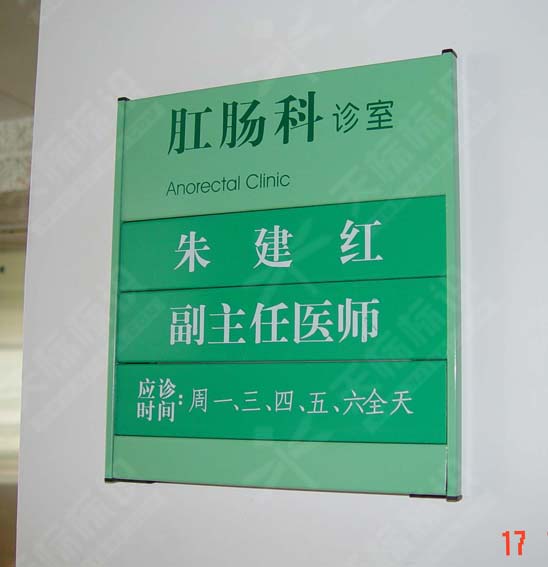 肛肠科诊室
Anorectal Clinic
朱建红
副主任医师
应诊时间：周一、三、四、五、六全天
17